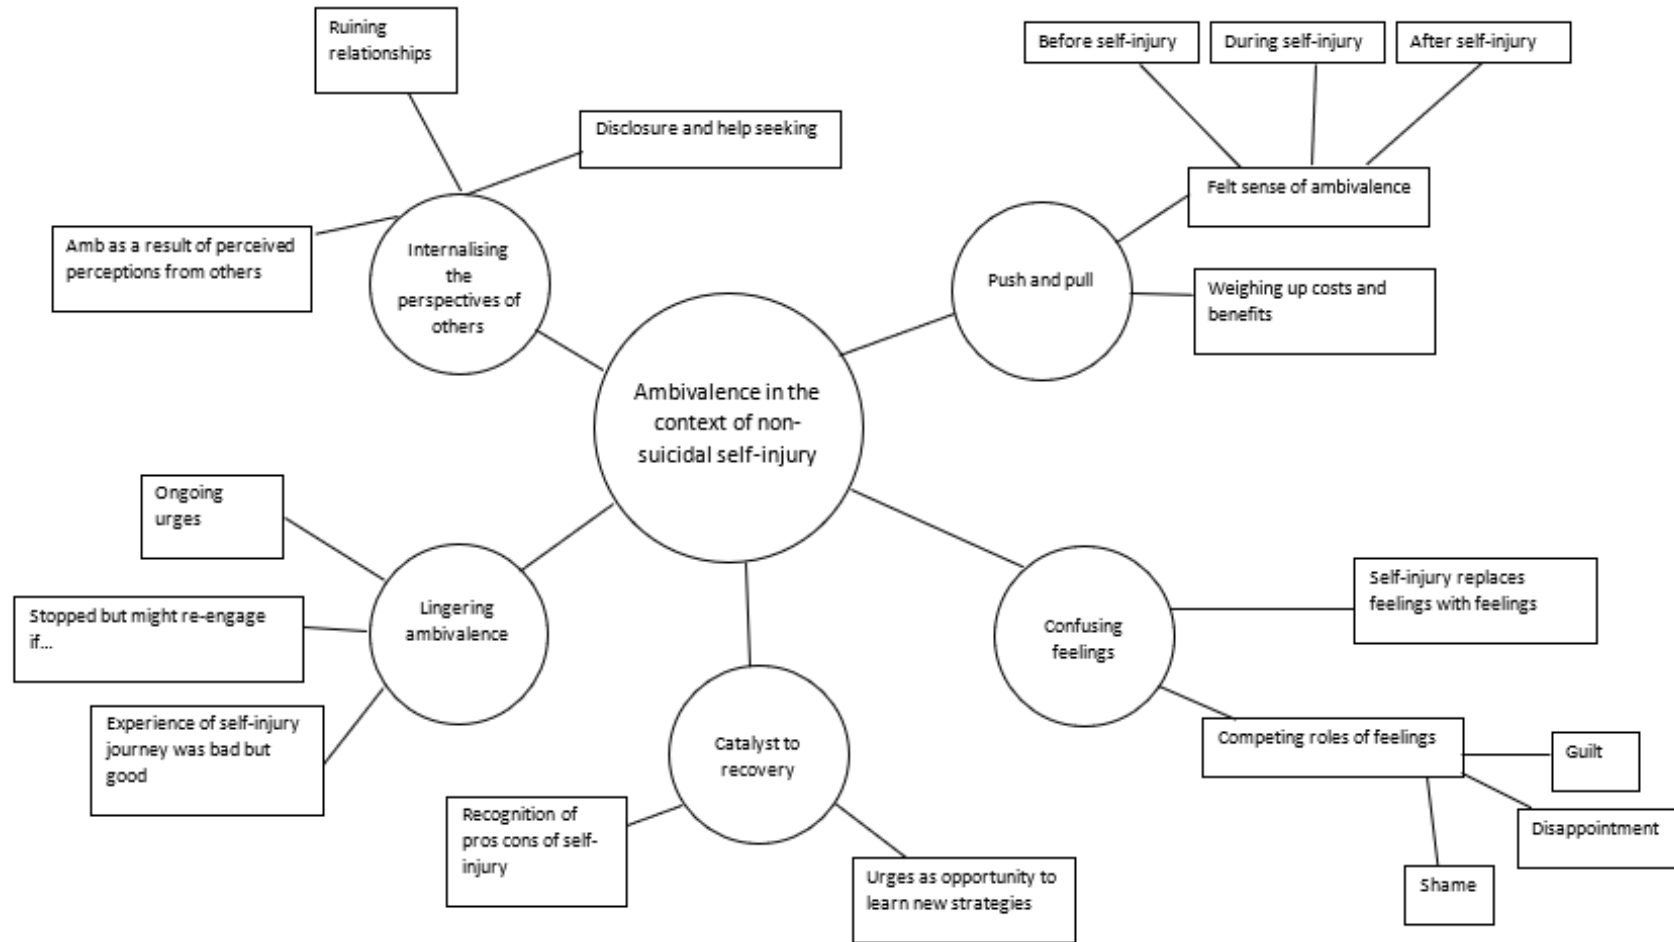 Ruining
relationships
Before self-injury
During self-injury
After self-injury
Disclosure and help seeking
Felt sense of ambivalence
Amb as a result of perceived
perceptions from others
Internalising
the
perspectives of
others
Push and pull
Weighing up costs and
benefits
Ambivalence in the
context of non-
suicidal self-injury
Ongoing
urges
Stopped but might re-engage
if...
Lingering
ambivalence
Experience of self-injury
journey was bad but
good
Confusing
feelings
Self-injury replaces
feelings with feelings
Competing roles of feelings
Guilt
Disappointment
Shame
Catalyst to
recovery
Recognition of
pros cons of self-
injury
Urges as opportunity to
learn new strategies